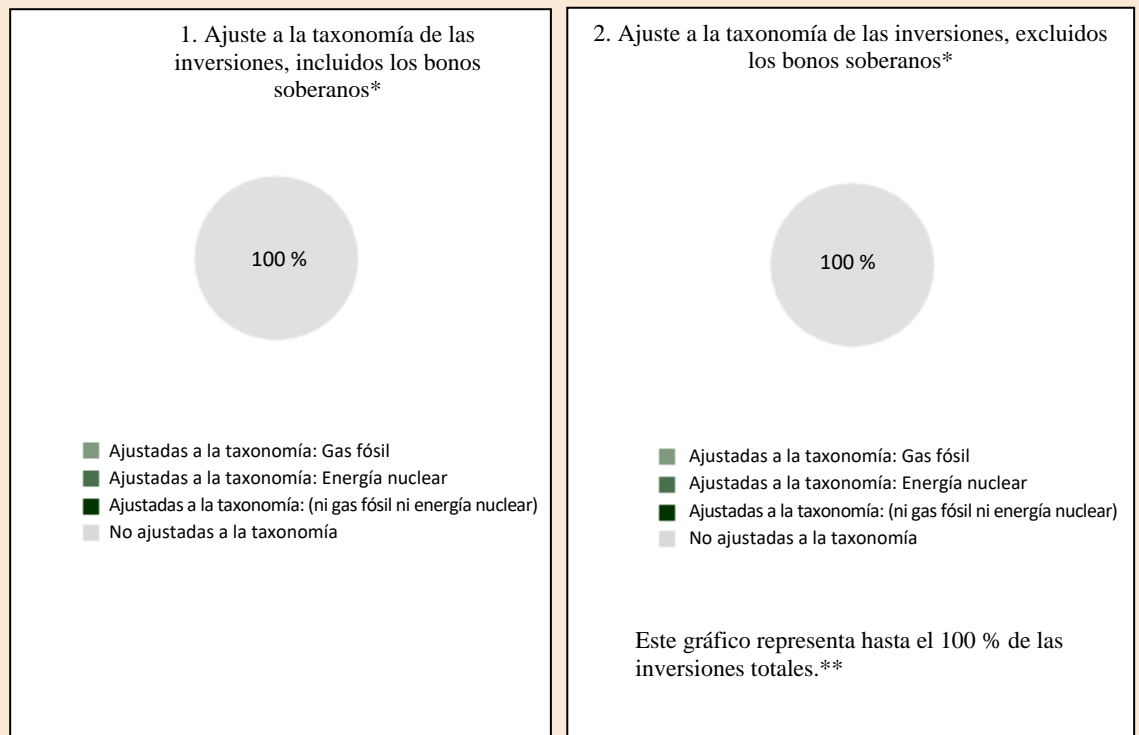 1. Ajuste a la taxonomía de las
inversiones, incluidos los bonos
soberanos*
100 %
Ajustadas a la taxonomía: Gas fósil
Ajustadas a la taxonomía: Energía nuclear
Ajustadas a la taxonomía: (ni gas fósil ni energía nuclear)
No ajustadas a la taxonomía
2. Ajuste a la taxonomía de las inversiones, excluidos
los bonos soberanos*
100 %
Ajustadas a la taxonomía: Gas fósil
Ajustadas a la taxonomía: Energía nuclear
Ajustadas a la taxonomía: (ni gas fósil ni energía nuclear)
No ajustadas a la taxonomía
Este gráfico representa hasta el 100 % de las
inversiones totales.**